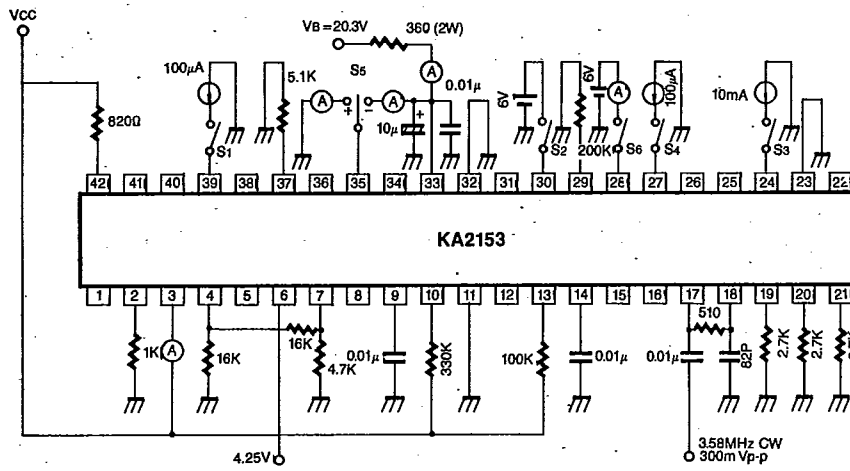 VCC
VB=20.3V
360 (2W)
100μA
5.1K
S5
A
0.01μ
6V
6V
A
100μA
10mA
820Ω
A
+
-
A
+
10μ
S1
S2
200K
S6
S4
S3
42 41 40 39 38 37 36 35 34 33 32 31 30 29 28 27 26 25 24 23 22
KA2153
1 2 3 4 5 6 7 8 9 10 11 12 13 14 15 16 17 18 19 20 21
510
1K
A
16K
16K
4.7K
0.01μ
330K
100K
0.01μ
0.01μ
82P
2.7K
2.7K
4.25V
3.58MHz CW
300m Vp-p